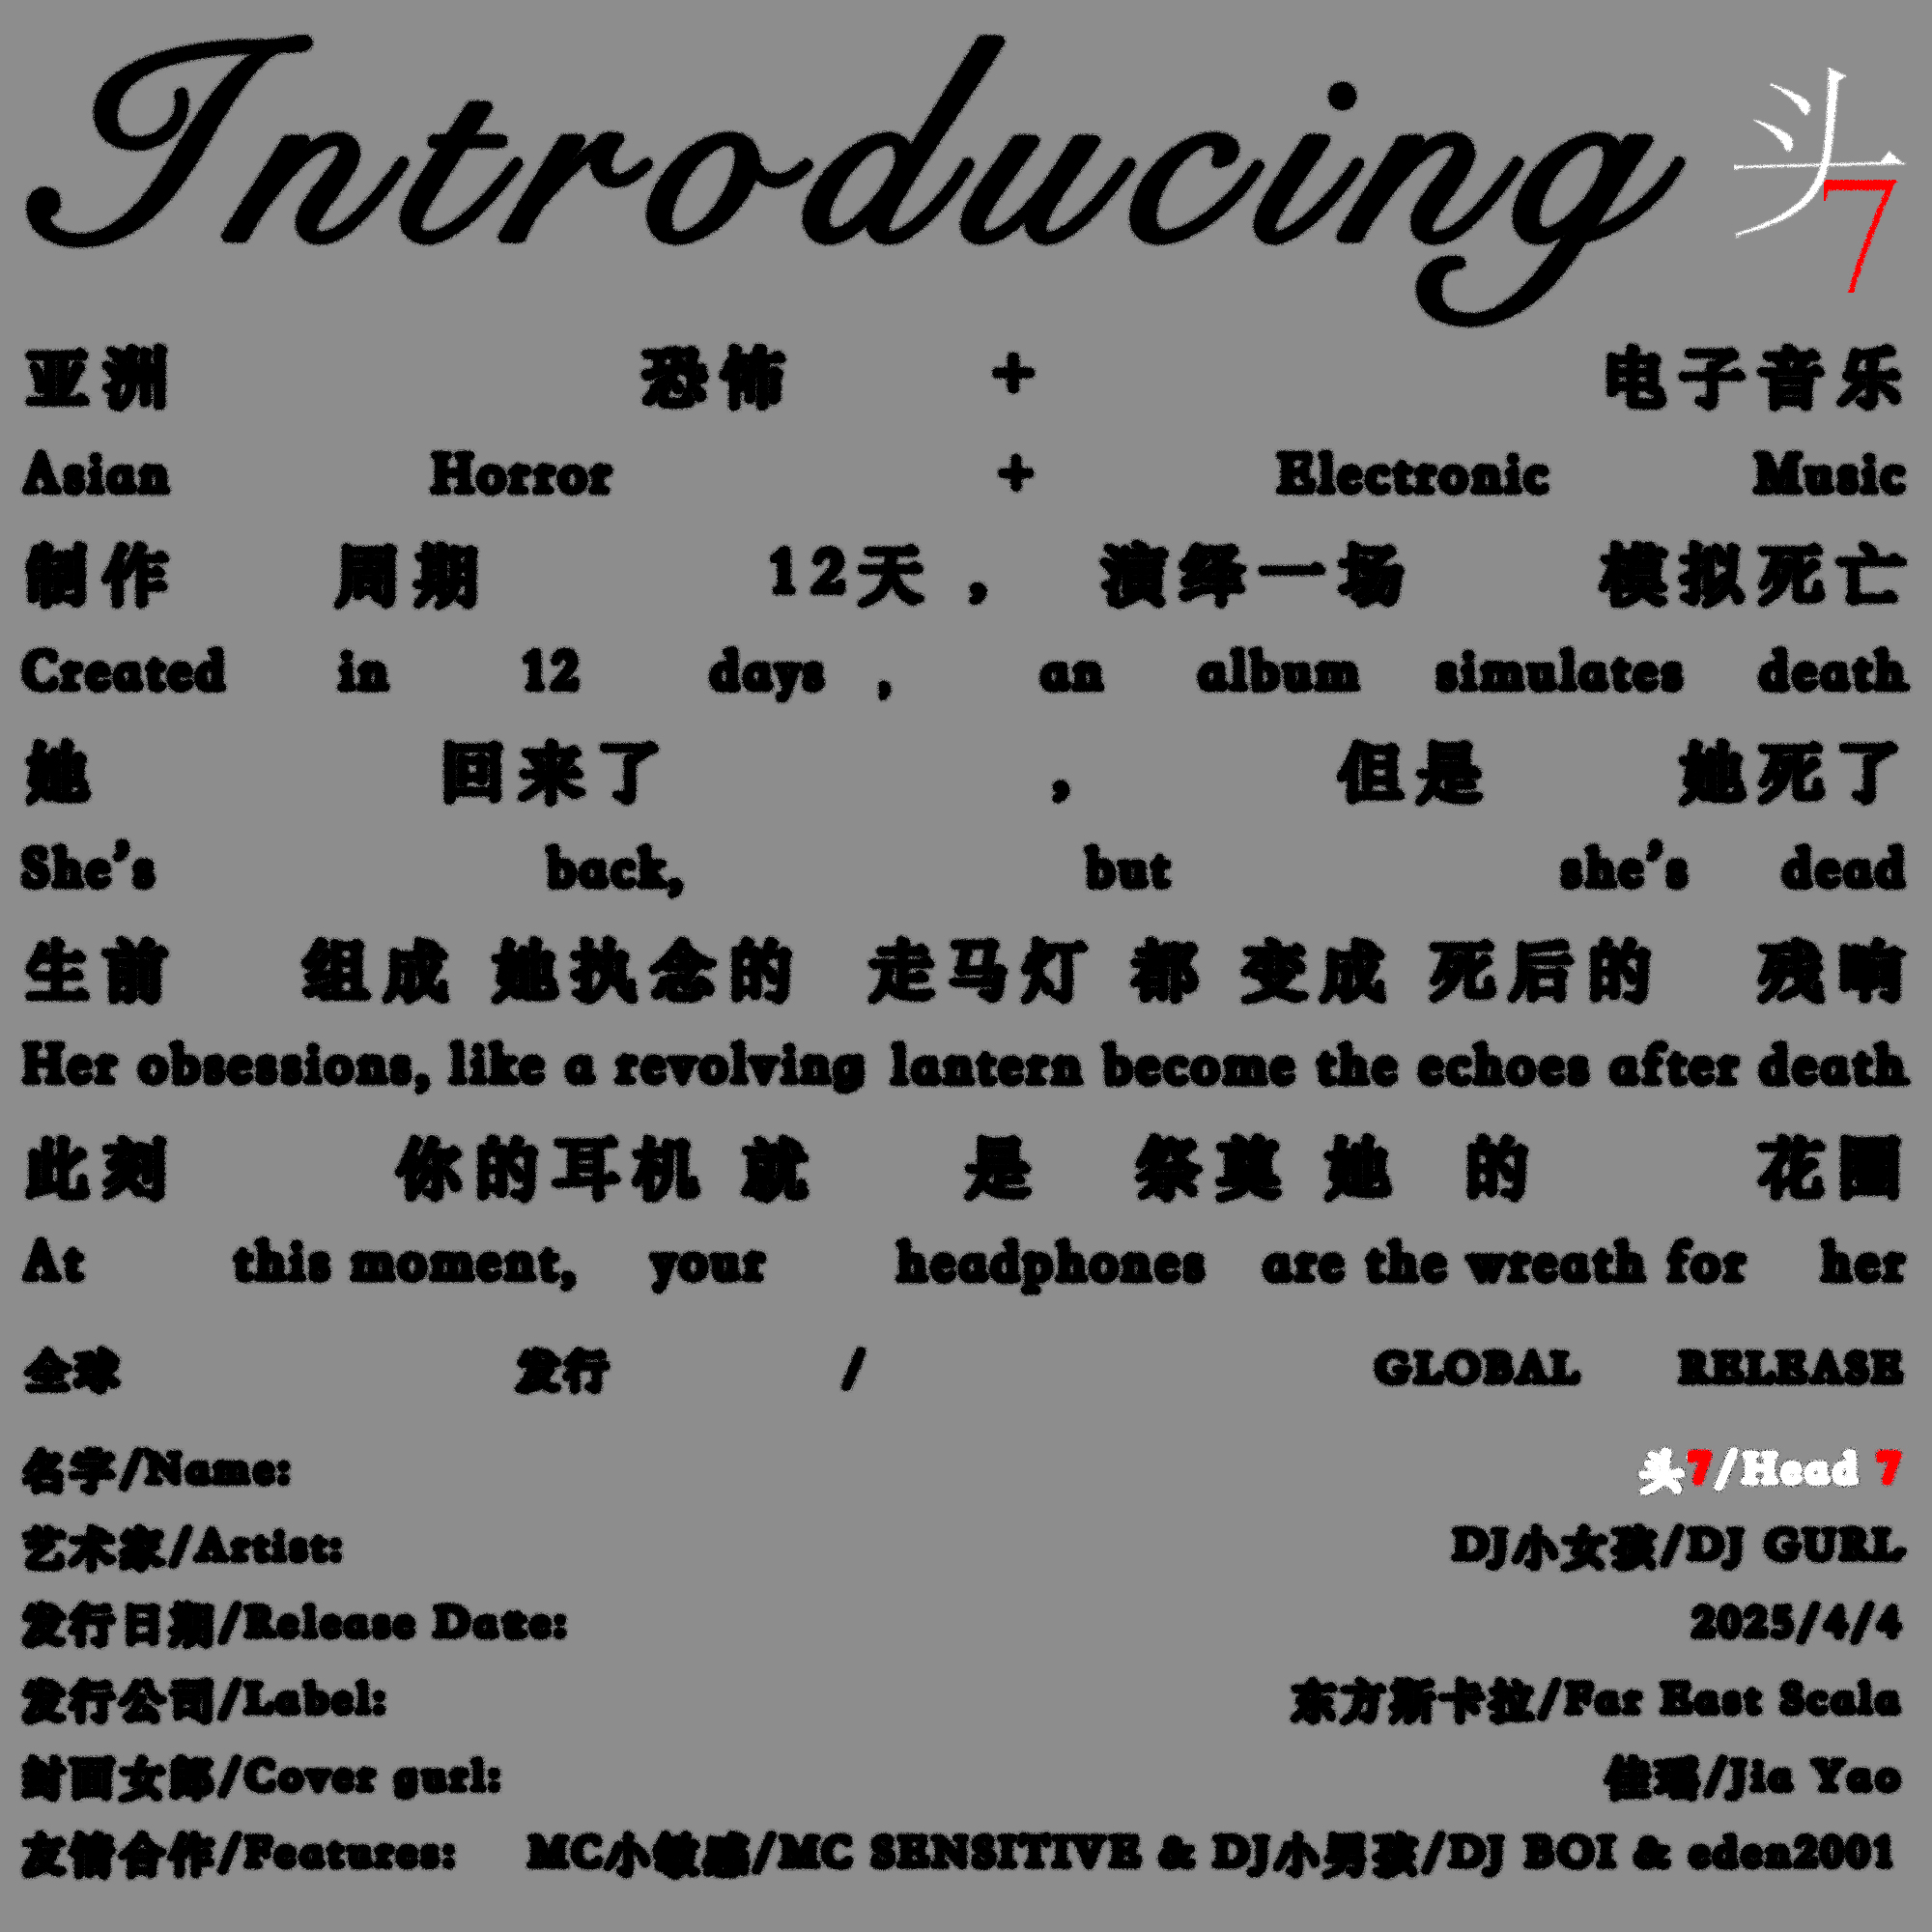 Introducing 头7
亚洲 恐怖 + 电子音乐
Asian Horror + Electronic Music
制作 周期 12天 , 演绎一场 模拟死亡
Created in 12 days , an album simulates death
她 回来了 , 但是 她死了
She's back, but she's dead
生前 组成 她执念的 走马灯 都 变成 死后的 残响
Her obsessions, like a revolving lantern become the echoes after death
此刻 你的耳机 就 是 祭奠 她 的 花圈
At this moment, your headphones are the wreath for her
全球 发行 / GLOBAL RELEASE
名字/Name: 头7/Head 7
艺术家/Artist: DJ小女孩/DJ GURL
发行日期/Release Date: 2025/4/4
发行公司/Label: 东方斯卡拉/Far East Scala
封面女郎/Cover gurl: 佳瑶/Jia Yao
友情合作/Features: MC小敏感/MC SENSITIVE & DJ小男孩/DJ BOI & eden2001